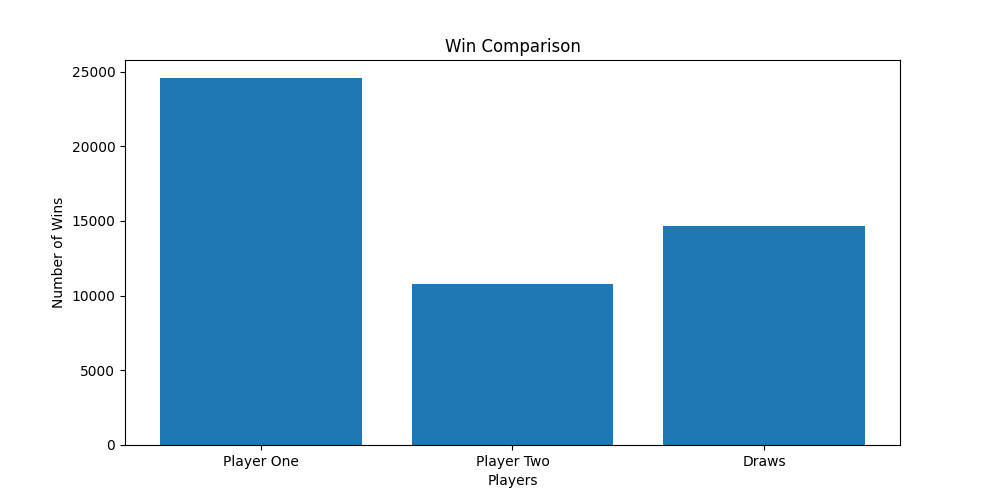 Win Comparison
25000
20000
15000
10000
5000
0
Number of Wins
Player One
Player Two
Draws
Players